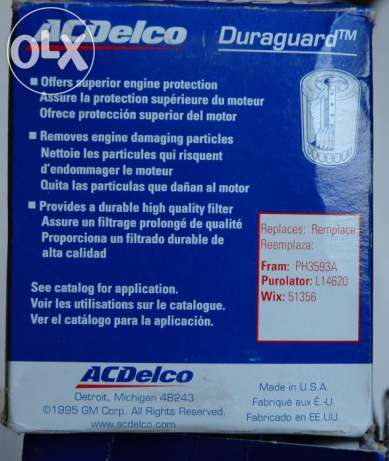 OLX
ACDelco
Duraguard™
■ Offers superior engine protection
Assure la protection supérieure du moteur
Ofrece protección superior del motor
■ Removes engine damaging particles
Nettoie les particules qui risquent
d'endommager le moteur
Quita las particulas que dañan al motor
■ Provides a durable high quality filter
Assure un filtrage prolongé de qualité
Proporciona un filtrado durable de
alta calidad
Replaces: Remplace
Reemplaza:
Fram: PH3593A
Purolator: L14620
Wix: 51356
See catalog for application.
Voir les utilisations sur le catalogue.
Ver el catálogo para la aplicación.
ACDelco
Detroit, Michigan 48243
©1995 GM Corp. All Rights Reserved.
www.acdelco.com
Made in U.S.A.
Fabriqué aux É.-U.
Fabricado en EE.UU.